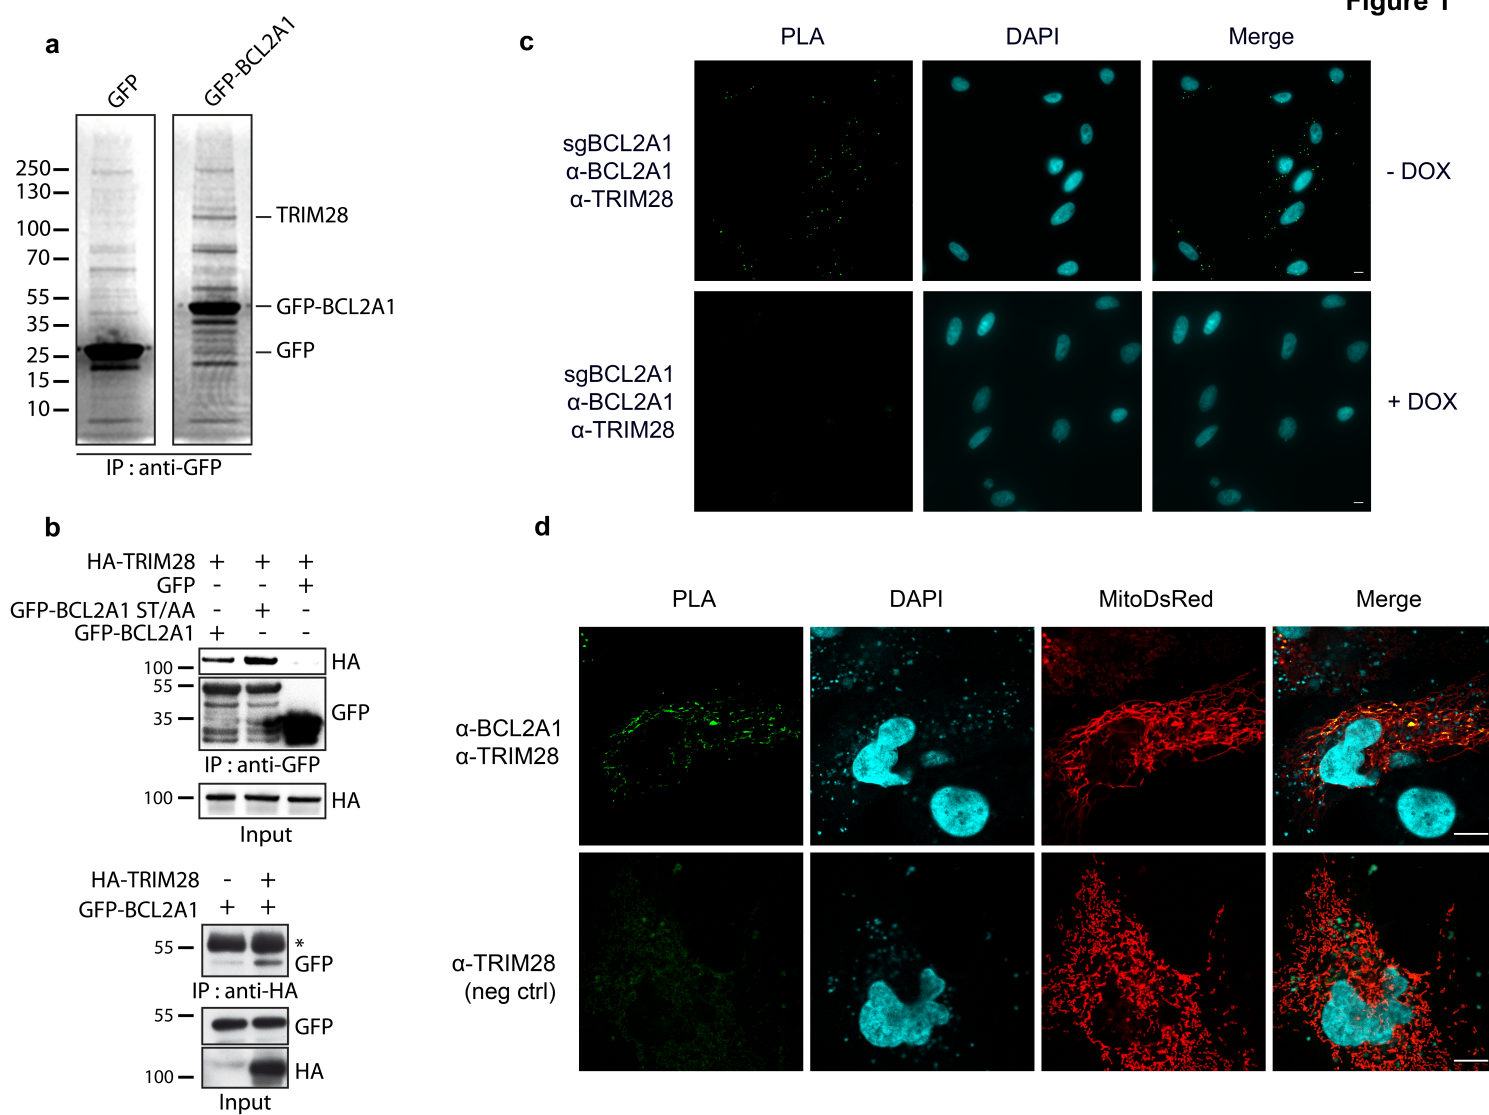 Figure 1
a
GFP
GFP-BCL2A1
250
130
100
70
55
35
25
15
10
TRIM28
GFP-BCL2A1
GFP
IP : anti-GFP
b
HA-TRIM28 + + +
GFP - - +
GFP-BCL2A1 ST/AA - + -
GFP-BCL2A1 + - -
100
HA
55
35
GFP
IP : anti-GFP
100
HA
Input
HA-TRIM28 - +
GFP-BCL2A1 + +
55
*
GFP
IP : anti-HA
55
GFP
100
HA
Input
c
PLA DAPI Merge
sgBCL2A1
α-BCL2A1
α-TRIM28
- DOX
sgBCL2A1
α-BCL2A1
α-TRIM28
+ DOX
d
PLA DAPI MitoDsRed Merge
α-BCL2A1
α-TRIM28
α-TRIM28
(neg ctrl)